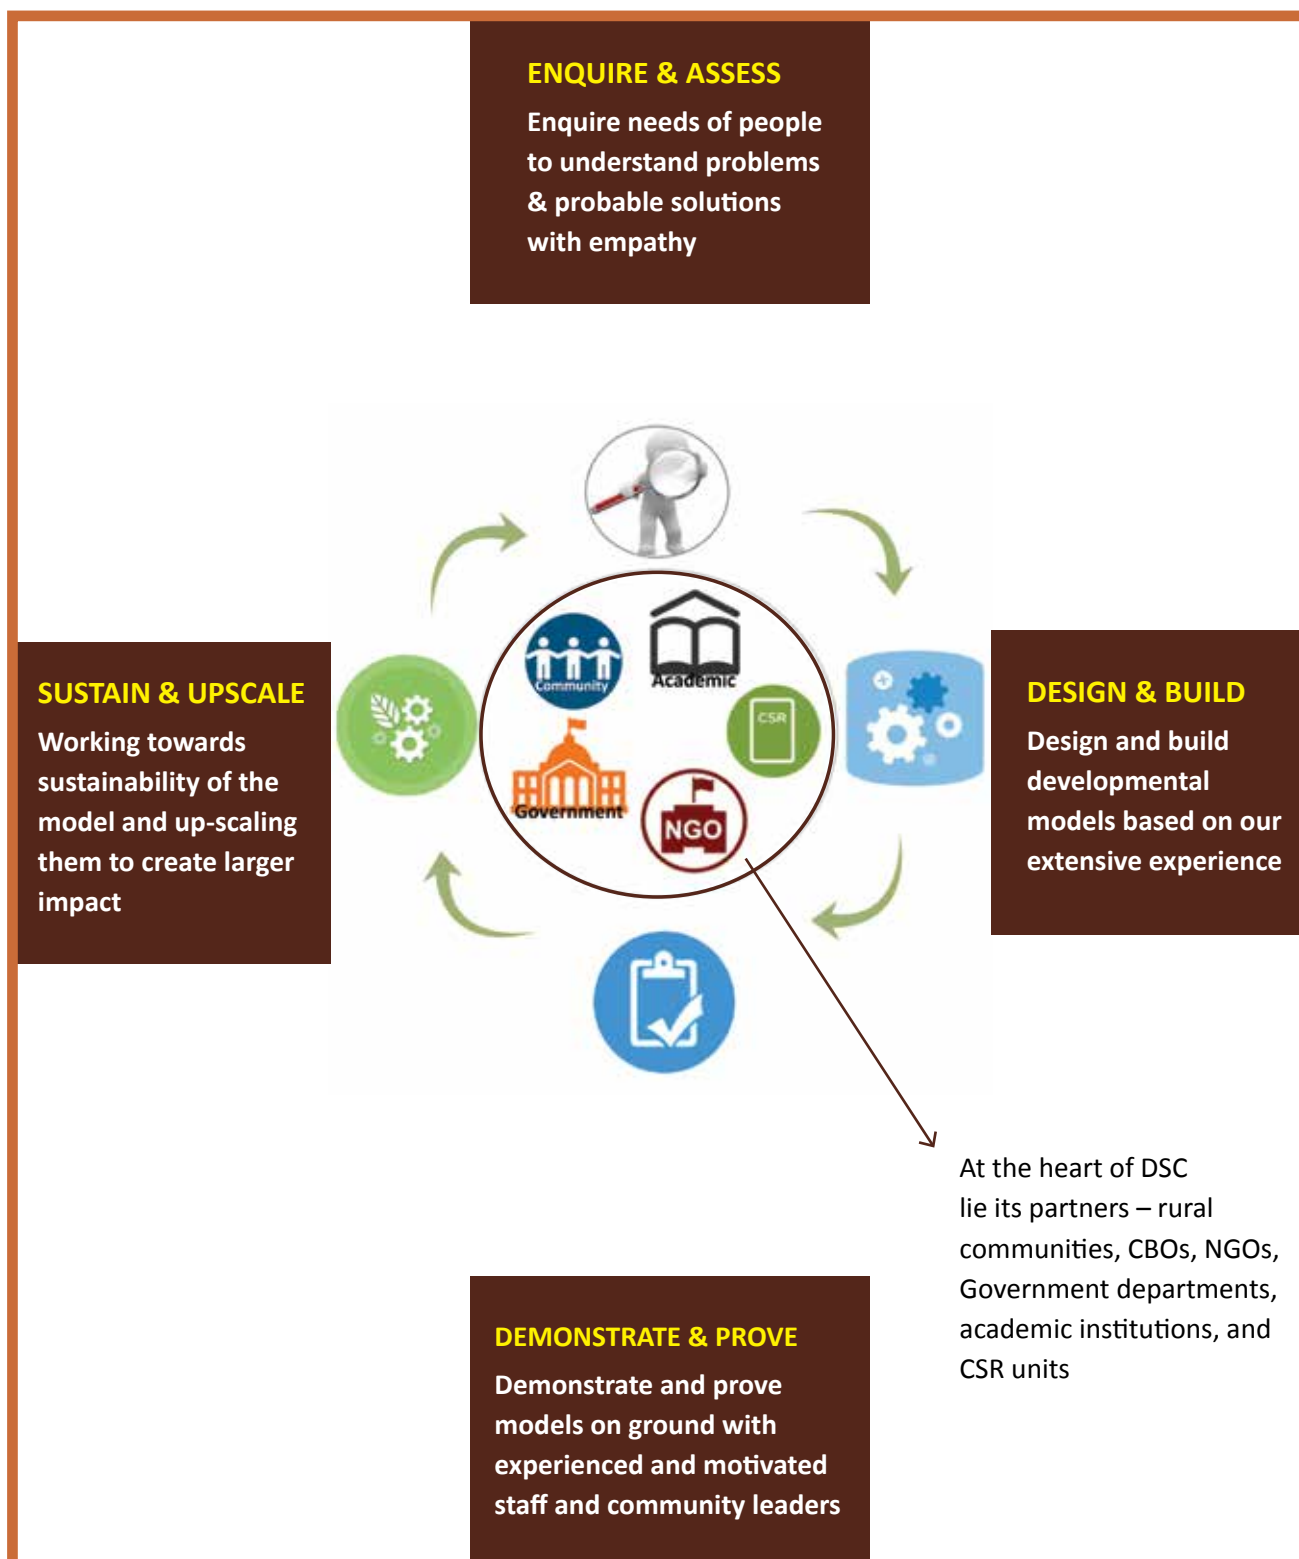 ENQUIRE & ASSESS
Enquire needs of people
to understand problems
& probable solutions
with empathy
Community
Academic
CSR
Government
NGO
SUSTAIN & UPSCALE
Working towards
sustainability of the
model and up-scaling
them to create larger
impact
DESIGN & BUILD
Design and build
developmental
models based on our
extensive experience
At the heart of DSC
lie its partners – rural
communities, CBOs, NGOs,
Government departments,
academic institutions, and
CSR units
DEMONSTRATE & PROVE
Demonstrate and prove
models on ground with
experienced and motivated
staff and community leaders